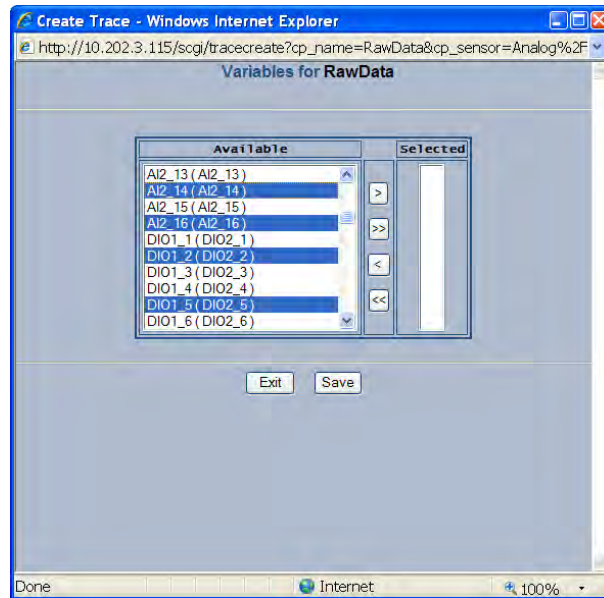 Create Trace - Windows Internet Explorer
http://10.202.3.115/scgi/tracecreate?cp_name=RawData&cp_sensor=Analog%2F
Variables for RawData
Available Selected
AI2_13 ( AI2_13 )
AI2_14 ( AI2_14 )
AI2_15 ( AI2_15 )
AI2_16 ( AI2_16 )
DIO1_1 ( DIO2_1 )
DIO1_2 ( DIO2_2 )
DIO1_3 ( DIO2_3 )
DIO1_4 ( DIO2_4 )
DIO1_5 ( DIO2_5 )
DIO1_6 ( DIO2_6 )
>
>>
<
<<
Exit Save
Done Internet 100%